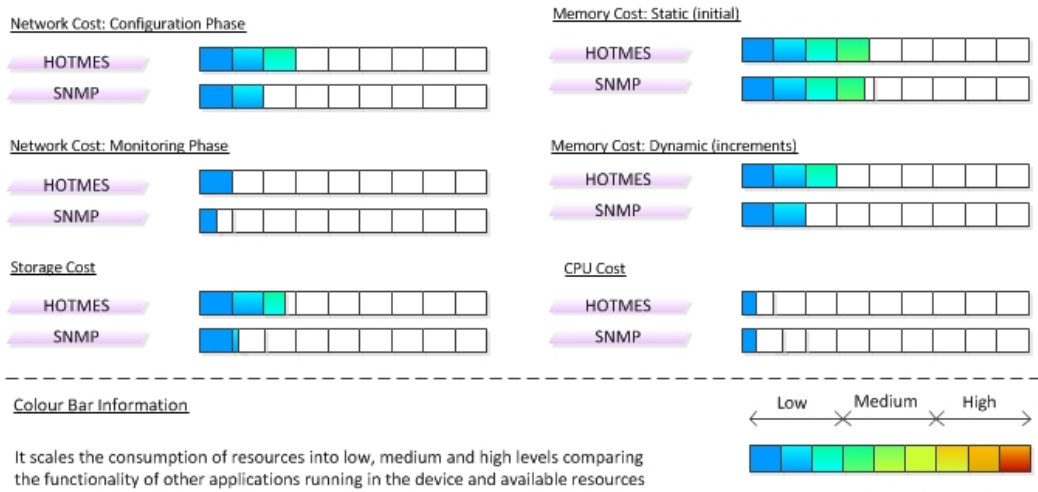 Network Cost: Configuration Phase
HOTMES
SNMP
Network Cost: Monitoring Phase
HOTMES
SNMP
Storage Cost
HOTMES
SNMP
Memory Cost: Static (initial)
HOTMES
SNMP
Memory Cost: Dynamic (increments)
HOTMES
SNMP
CPU Cost
HOTMES
SNMP
Colour Bar Information
It scales the consumption of resources into low, medium and high levels comparing
the functionality of other applications running in the device and available resources
Low Medium High